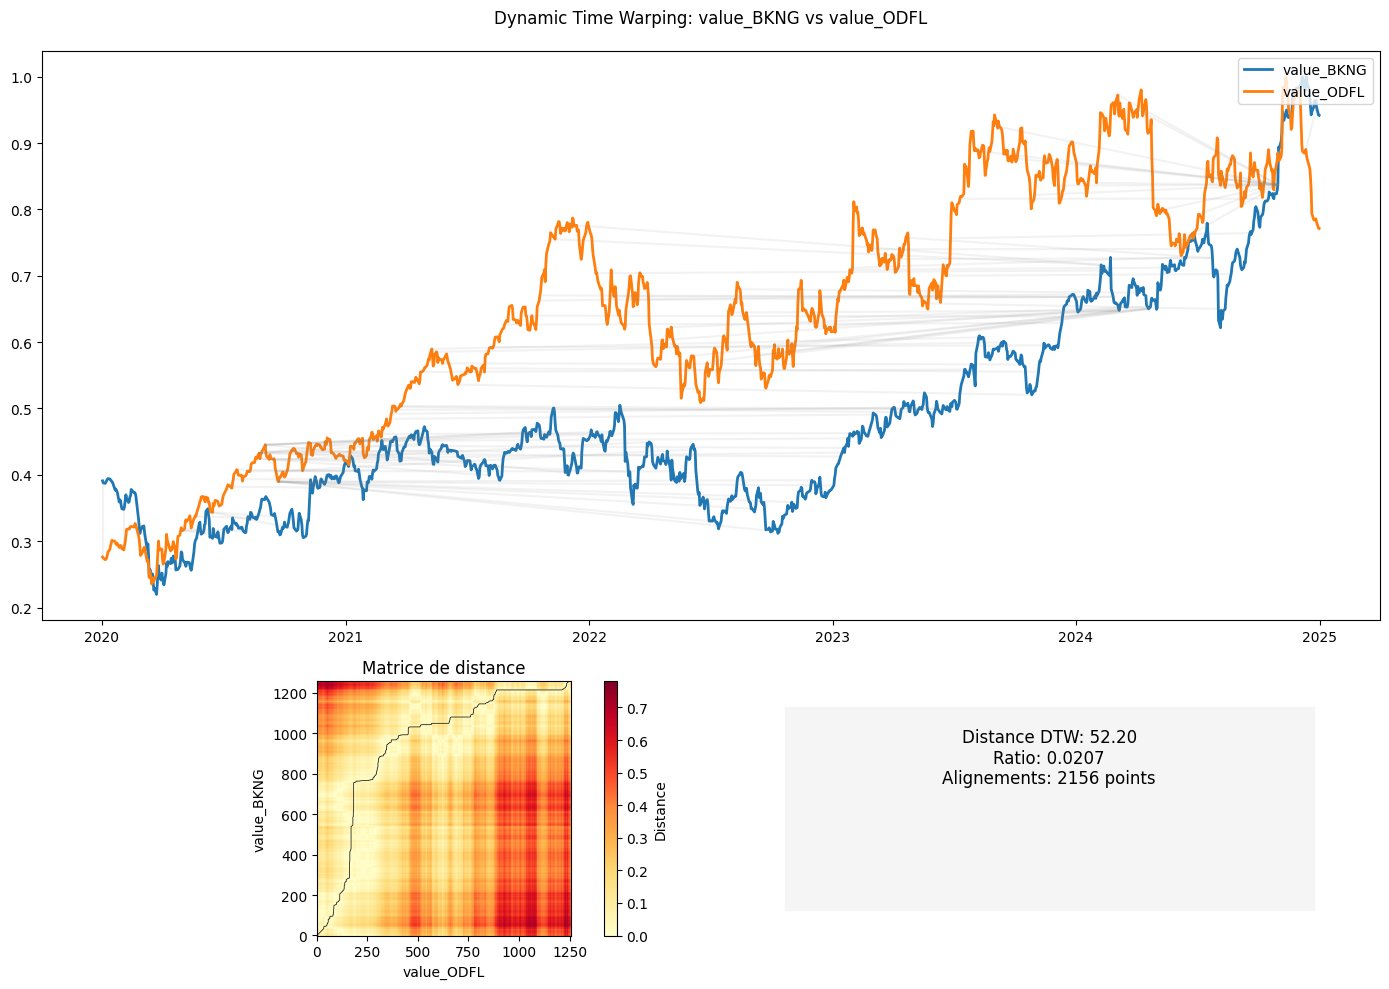 Dynamic Time Warping: value_BKNG vs value_ODFL
value_BKNG
value_ODFL
1.0
0.9
0.8
0.7
0.6
0.5
0.4
0.3
0.2
2020 2021 2022 2023 2024 2025
Matrice de distance
value_BKNG
1200
1000
800
600
400
200
0
0 250 500 750 1000 1250
value_ODFL
0.7
0.6
0.5
0.4
0.3
0.2
0.1
0.0
Distance
Distance DTW: 52.20
Ratio: 0.0207
Alignements: 2156 points